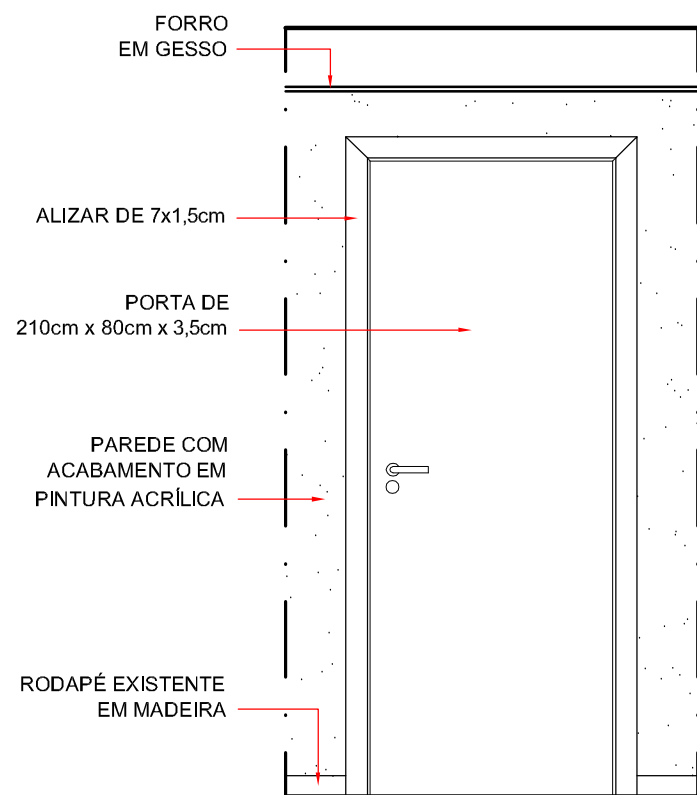 FORRO
EM GESSO
ALIZAR DE 7x1,5cm
PORTA DE
210cm x 80cm x 3,5cm
PAREDE COM
ACABAMENTO EM
PINTURA ACRÍLICA
RODAPÉ EXISTENTE
EM MADEIRA